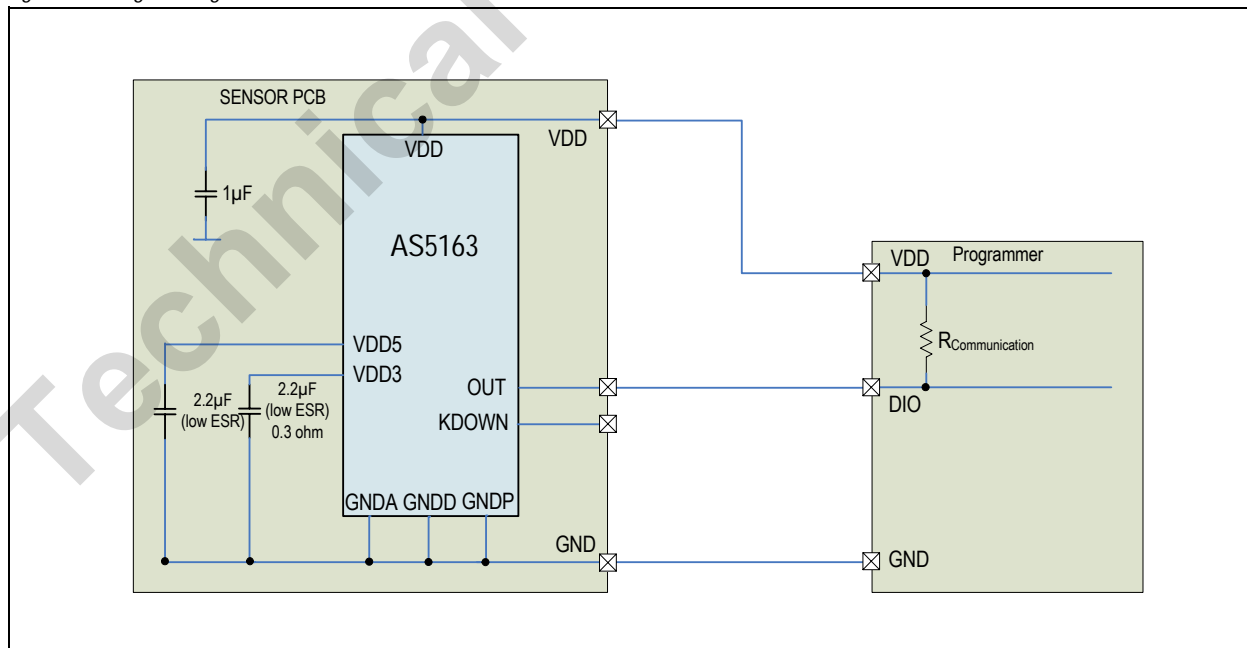 Technical
SENSOR PCB
VDD
VDD
1µF
AS5163
VDD
Programmer
RCommunication
VDD5
VDD3
OUT
DIO
KDOWN
2.2µF
(low ESR)
2.2µF
(low ESR)
0.3 ohm
GNDA GNDD GNDP
GND
GND